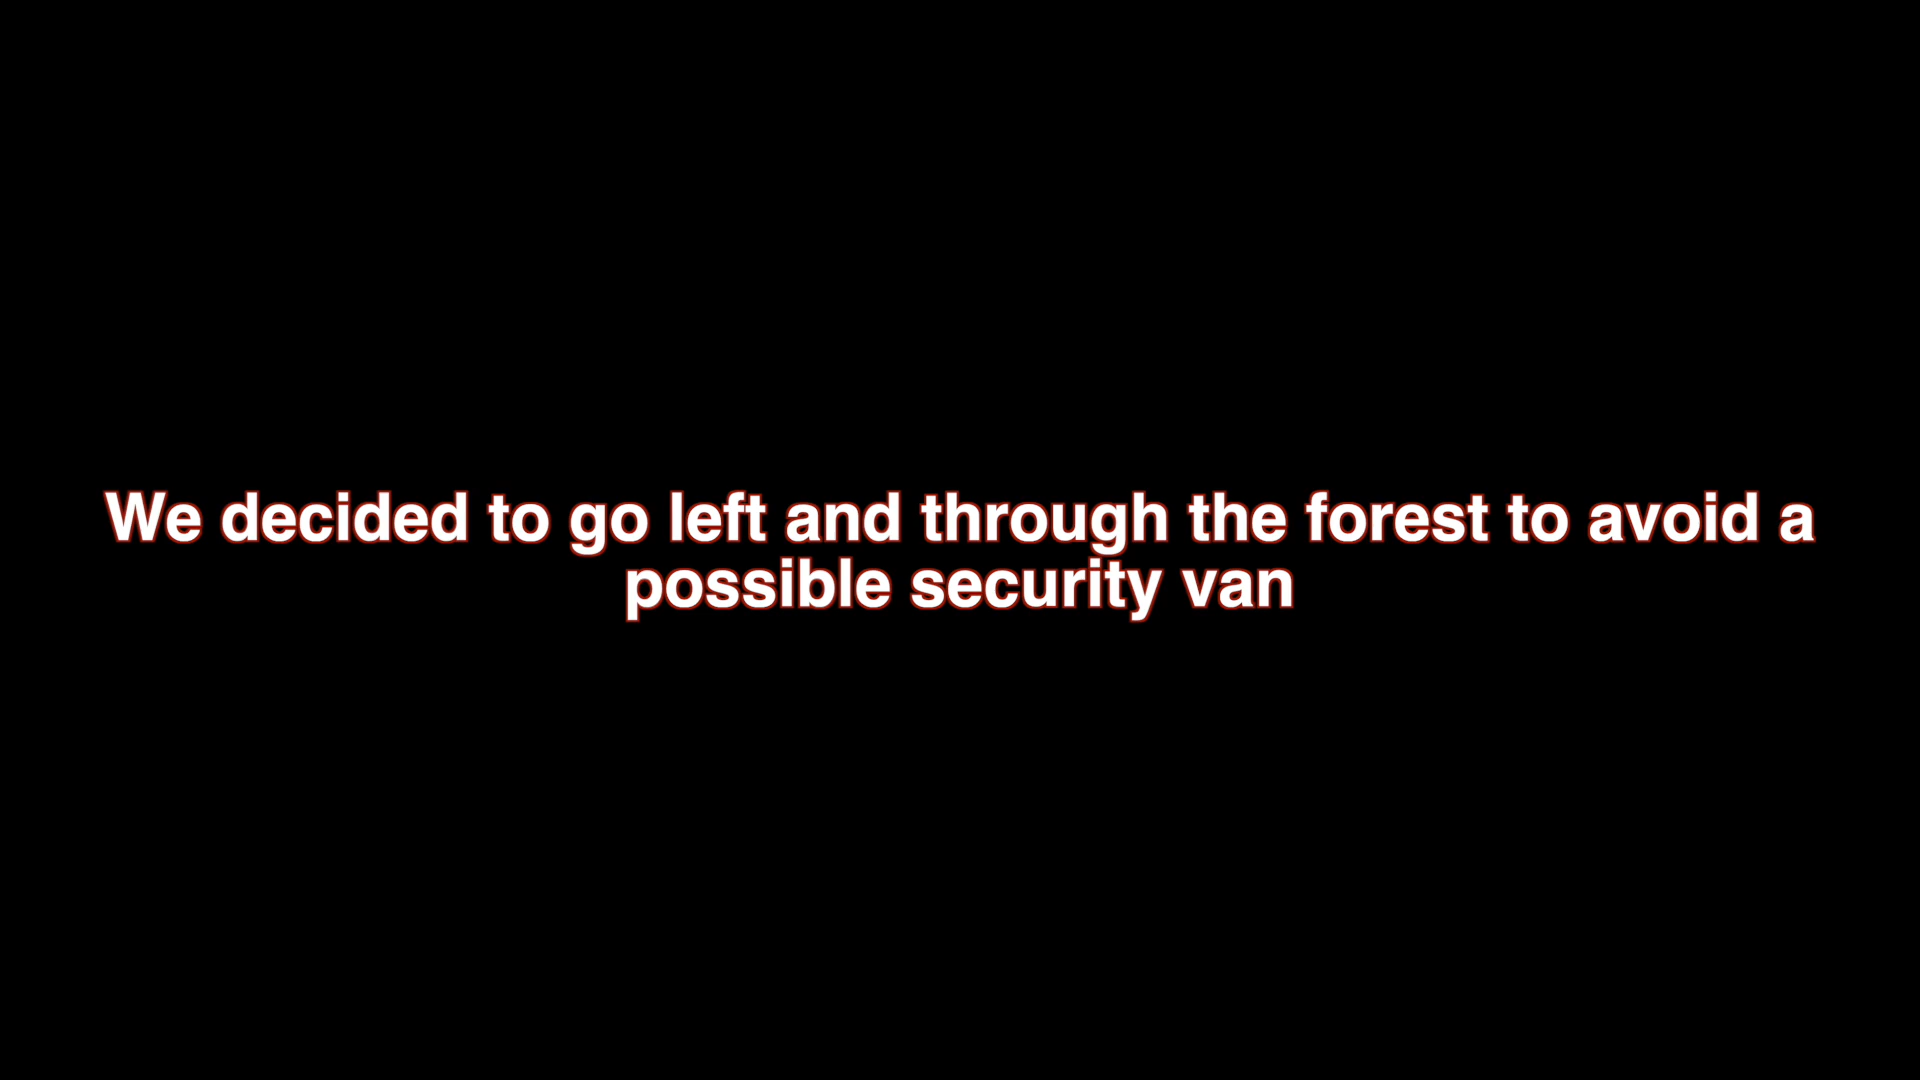 We decided to go left and through the forest to avoid a
possible security van